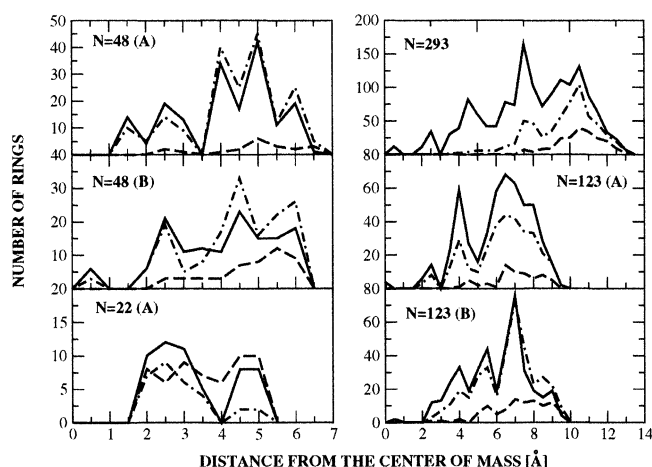 NUMBER OF RINGS
50
40
30
20
10
40
N=48 (A)
30
20
10
20
N=48 (B)
15
10
5
0
N=22 (A)
0 1 2 3 4 5 6 7
200
150
100
50
80
N=293
60
40
20
80
N=123 (A)
60
40
20
0
N=123 (B)
0 2 4 6 8 10 12 14
DISTANCE FROM THE CENTER OF MASS [Å]